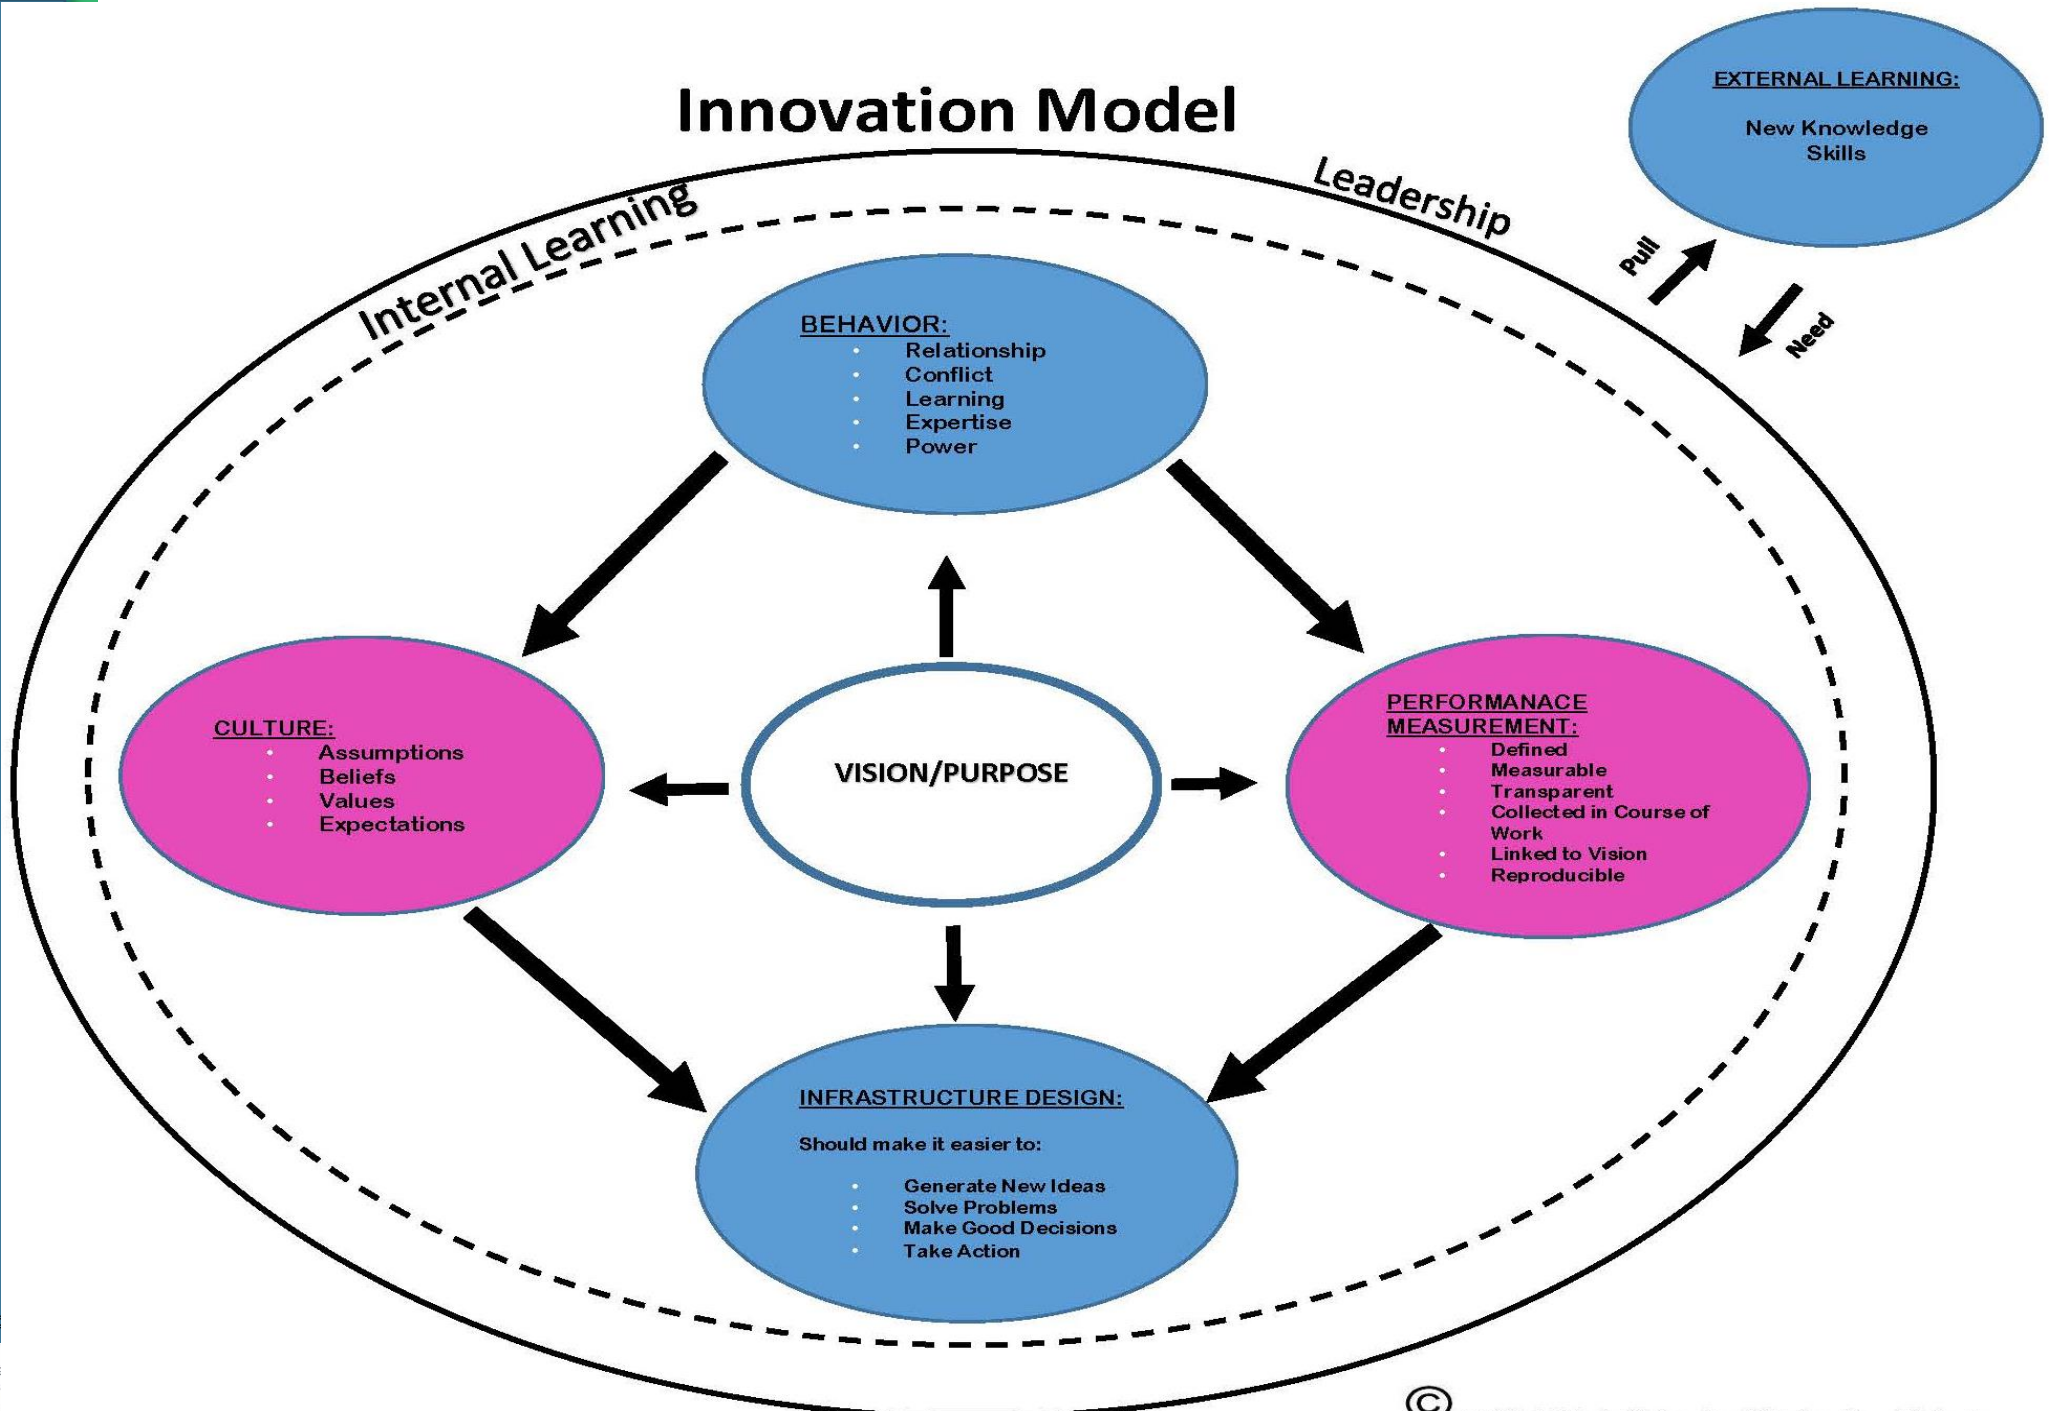 Innovation Model
EXTERNAL LEARNING:
New Knowledge
Skills
Internal Learning
Leadership
Pull
Need
BEHAVIOR:
• Relationship
• Conflict
• Learning
• Expertise
• Power
CULTURE:
• Assumptions
• Beliefs
• Values
• Expectations
VISION/PURPOSE
PERFORMANACE
MEASUREMENT:
• Defined
• Measurable
• Transparent
• Collected in Course of
Work
• Linked to Vision
• Reproducible
INFRASTRUCTURE DESIGN:
Should make it easier to:
• Generate New Ideas
• Solve Problems
• Make Good Decisions
• Take Action
©